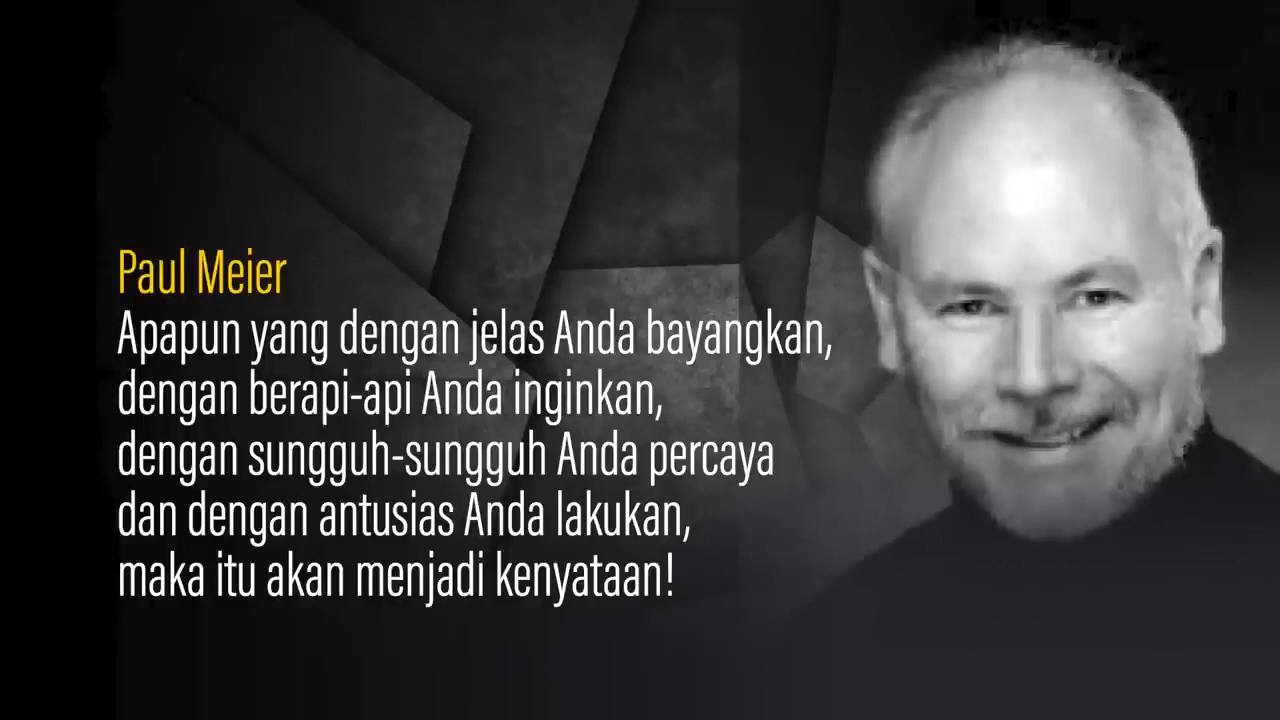 Paul Meier
Apapun yang dengan jelas Anda bayangkan,
dengan berapi-api Anda inginkan,
dengan sungguh-sungguh Anda percaya
dan dengan antusias Anda lakukan,
maka itu akan menjadi kenyataan!